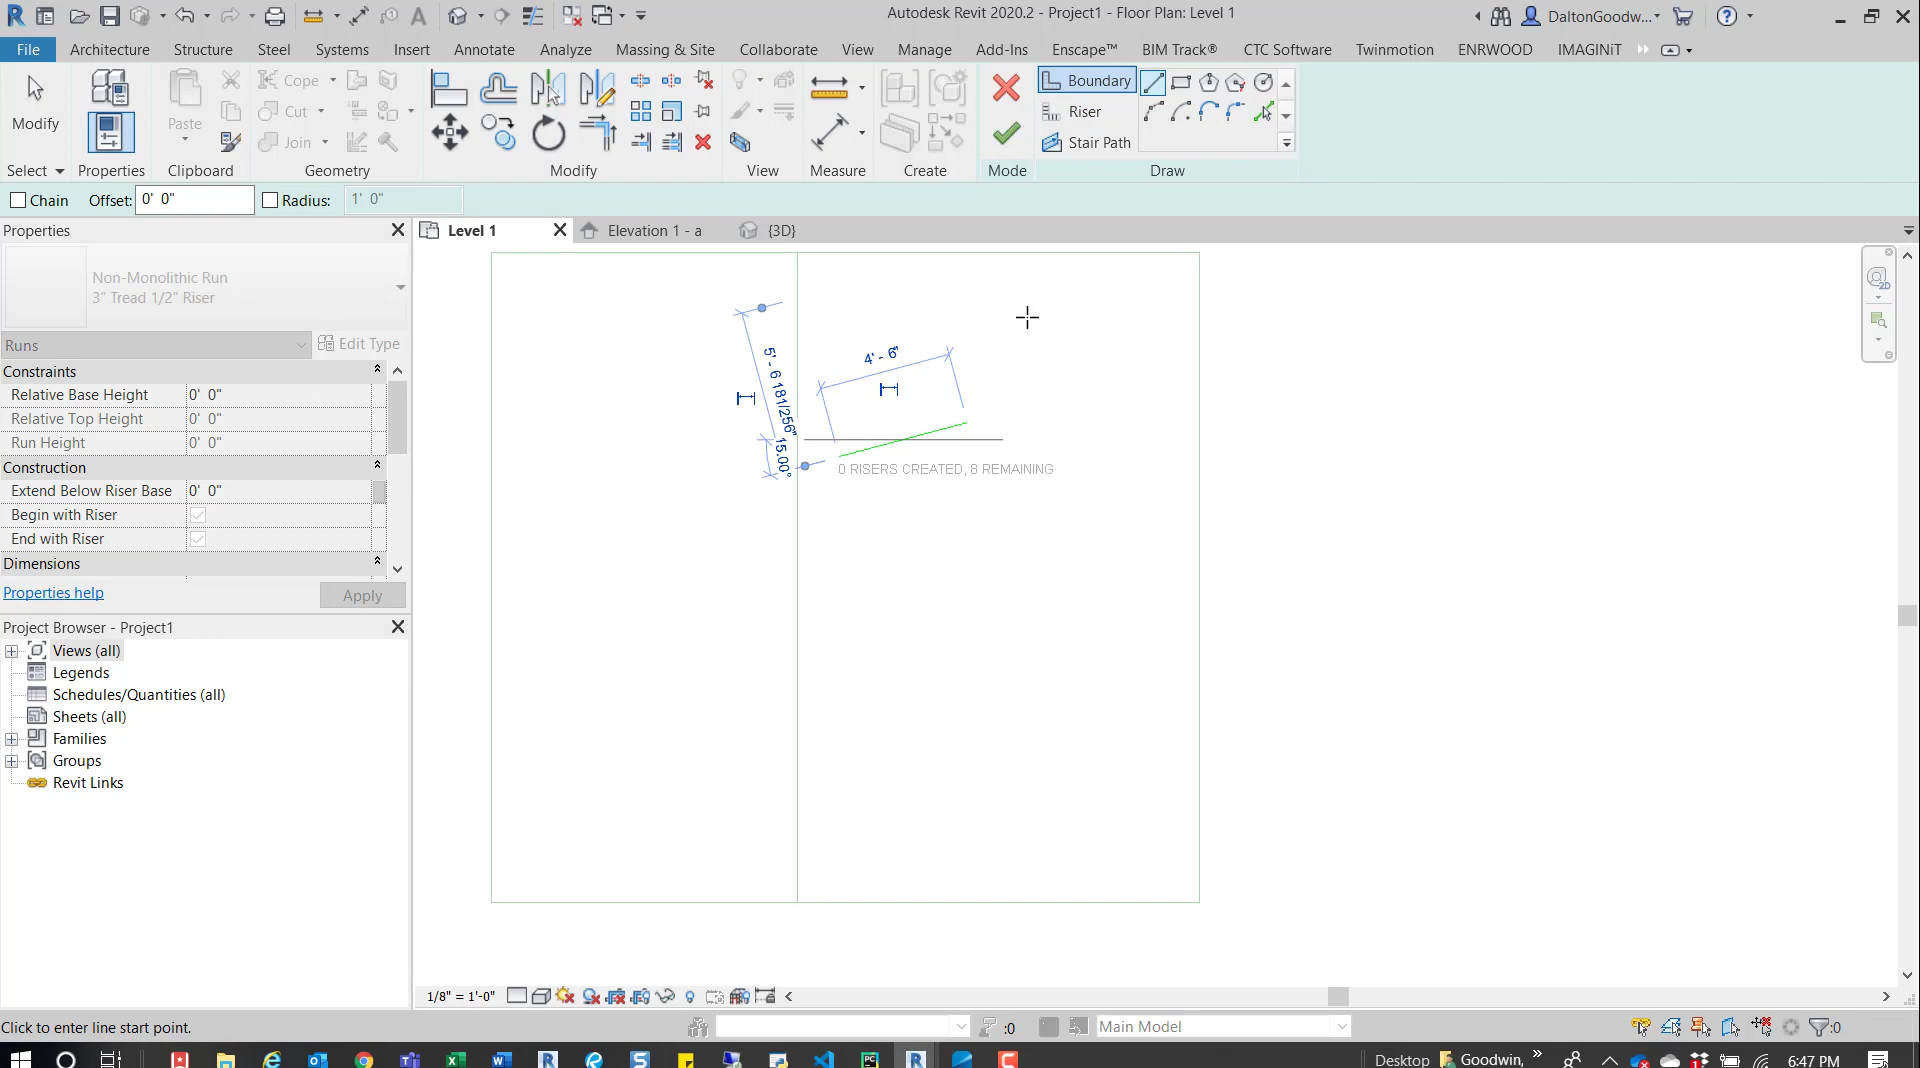 Autodesk Revit 2020.2 - Project1 - Floor Plan: Level 1
DaltonGoodw...
File Architecture Structure Steel Systems Insert Annotate Analyze Massing & Site Collaborate View Manage Add-Ins Enscape™ BIM Track® CTC Software Twinmotion ENRWOOD IMAGINiT
Modify
Paste
Cope
Cut
Join
Boundary
Riser
Stair Path
Select Properties Clipboard Geometry Modify View Measure Create Mode Draw
Chain Offset: 0' 0" Radius: 1' 0"
Properties
Level 1 Elevation 1 - a {3D}
Non-Monolithic Run
3" Tread 1/2" Riser
Runs Edit Type
Constraints
Relative Base Height 0' 0"
Relative Top Height 0' 0"
Run Height 0' 0"
Construction
Extend Below Riser Base 0' 0"
Begin with Riser
End with Riser
Dimensions
Properties help Apply
5' - 6 181/256"
4' - 6"
15.00°
0 RISERS CREATED, 8 REMAINING
2D
Project Browser - Project1
Views (all)
Legends
Schedules/Quantities (all)
Sheets (all)
Families
Groups
Revit Links
1/8" = 1'-0"
Click to enter line start point.
:0
Main Model
:0
Desktop Goodwin, 6:47 PM